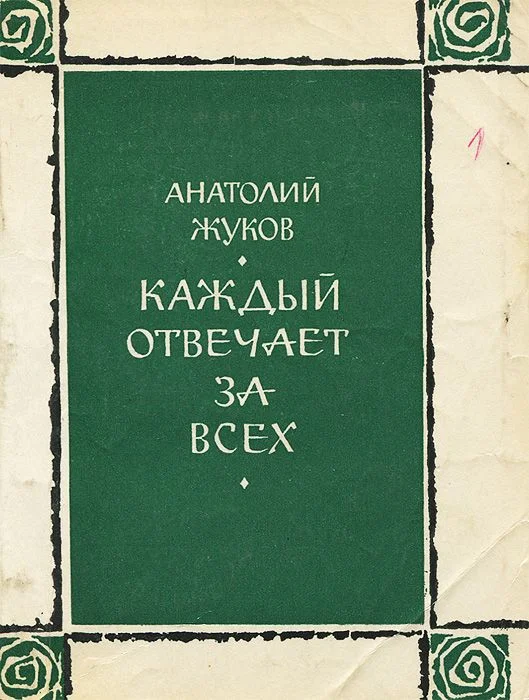 АНАТОЛИЙ
ЖУКОВ
КАЖДЫЙ
ОТВЕЧАЕТ
ЗА
ВСЕХ
1